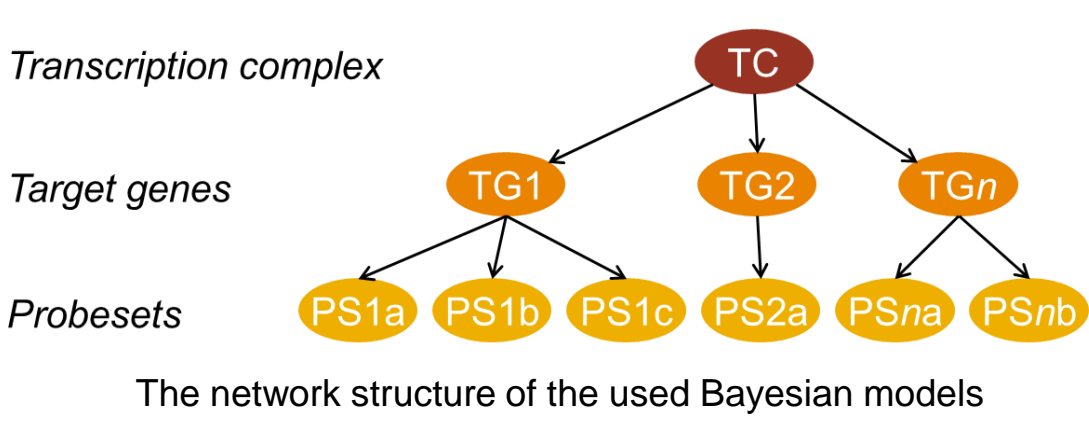 Transcription complex
TC
Target genes
TG1
TG2
TGn
Probesets
PS1a
PS1b
PS1c
PS2a
PSna
PSnb
The network structure of the used Bayesian models